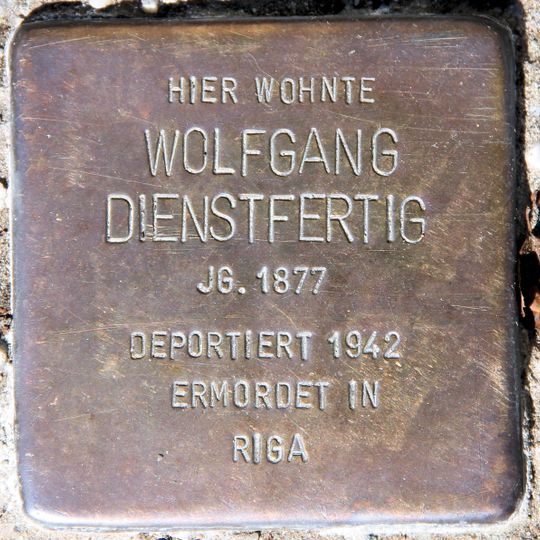 HIER WOHNTE
WOLFGANG
DIENSTFERTIG
JG. 1877
DEPORTIERT 1942
ERMORDET IN
RIGA